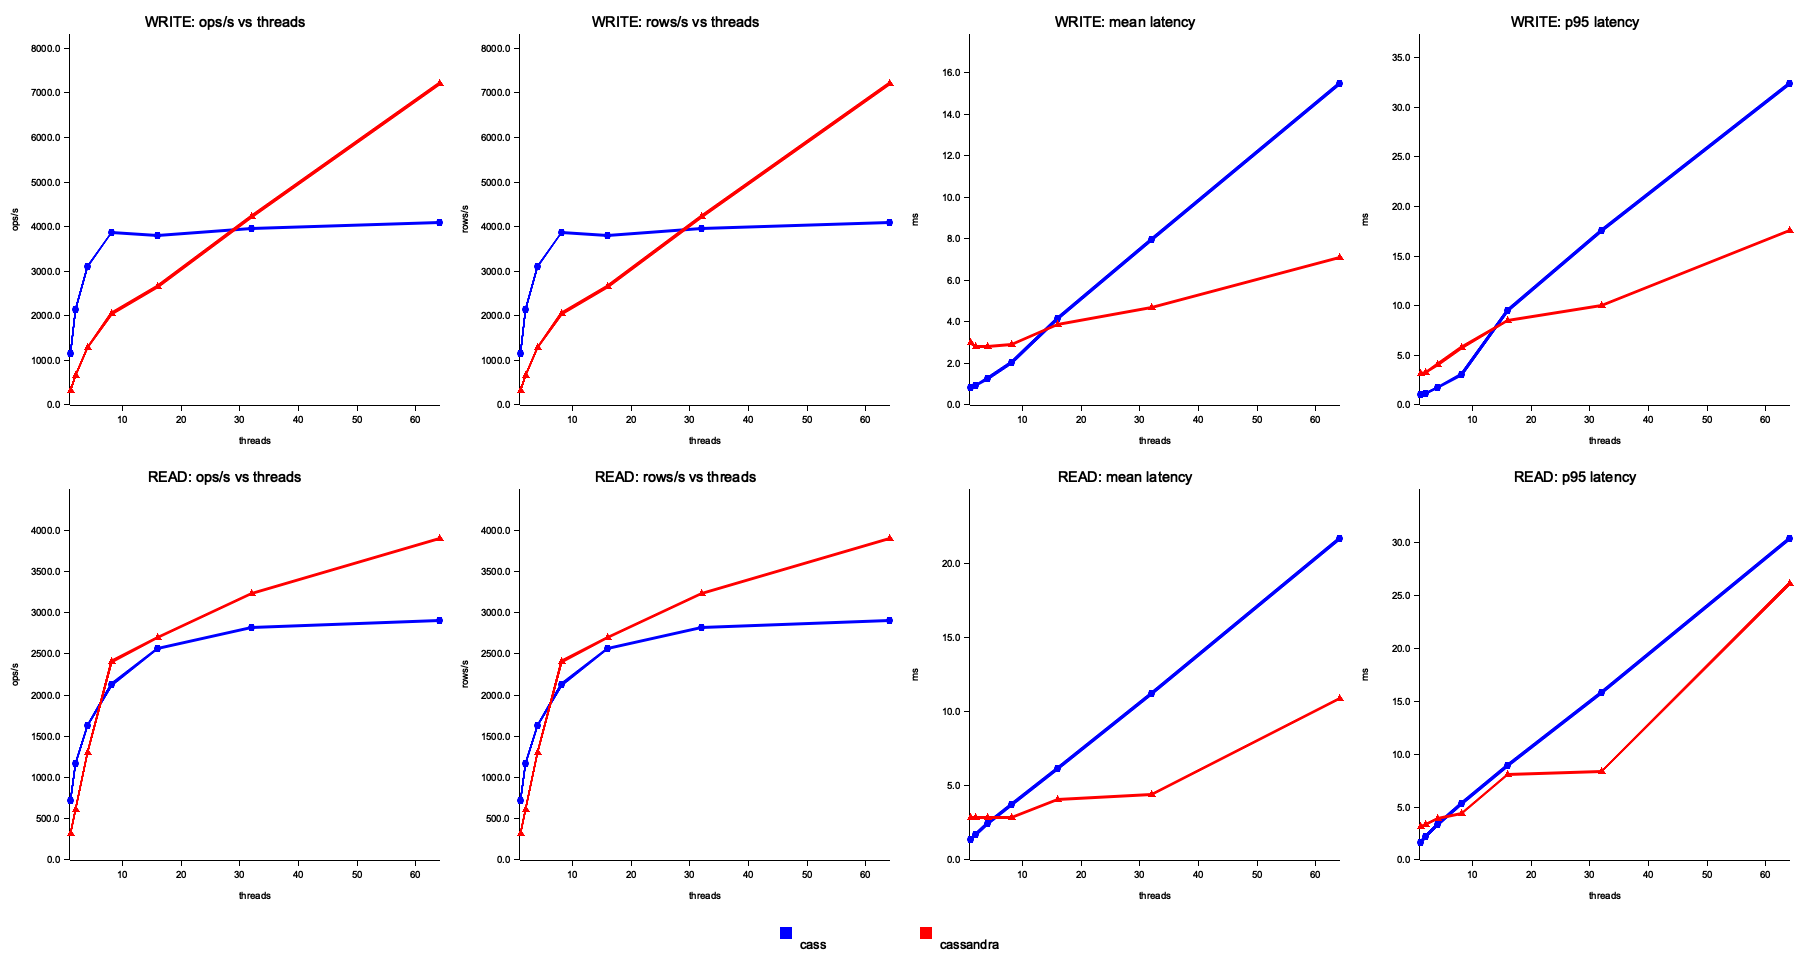 WRITE: ops/s vs threads
8000.0
7000.0
6000.0
5000.0
4000.0
3000.0
2000.0
1000.0
0.0
ops/s
10 20 30 40 50 60
threads
WRITE: rows/s vs threads
8000.0
7000.0
6000.0
5000.0
4000.0
3000.0
2000.0
1000.0
0.0
rows/s
10 20 30 40 50 60
threads
WRITE: mean latency
16.0
14.0
12.0
10.0
8.0
6.0
4.0
2.0
0.0
ms
10 20 30 40 50 60
threads
WRITE: p95 latency
35.0
30.0
25.0
20.0
15.0
10.0
5.0
0.0
ms
10 20 30 40 50 60
threads
READ: ops/s vs threads
4000.0
3500.0
3000.0
2500.0
2000.0
1500.0
1000.0
500.0
0.0
ops/s
10 20 30 40 50 60
threads
READ: rows/s vs threads
4000.0
3500.0
3000.0
2500.0
2000.0
1500.0
1000.0
500.0
0.0
rows/s
10 20 30 40 50 60
threads
READ: mean latency
20.0
15.0
10.0
5.0
0.0
ms
10 20 30 40 50 60
threads
READ: p95 latency
30.0
25.0
20.0
15.0
10.0
5.0
0.0
ms
10 20 30 40 50 60
threads
cass
cassandra